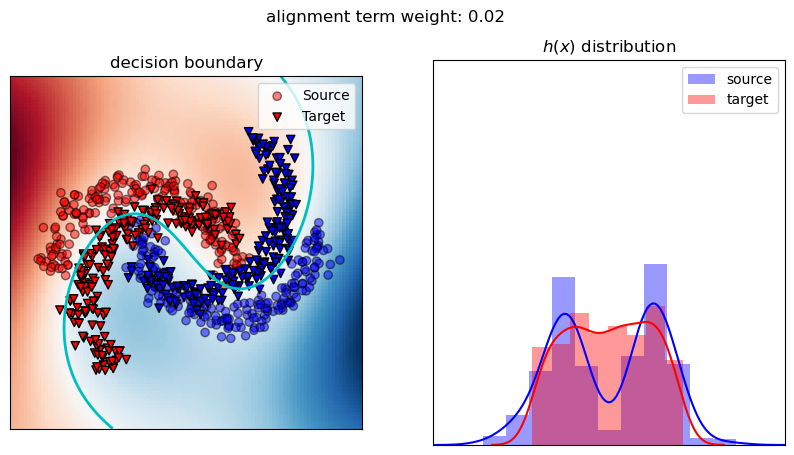 alignment term weight: 0.02
decision boundary
Source
Target
h(x) distribution
source
target